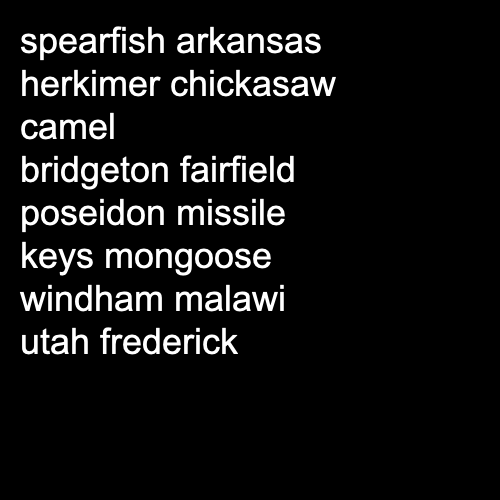 spearfish arkansas
herkimer chickasaw
camel
bridgeton fairfield
poseidon missile
keys mongoose
windham malawi
utah frederick